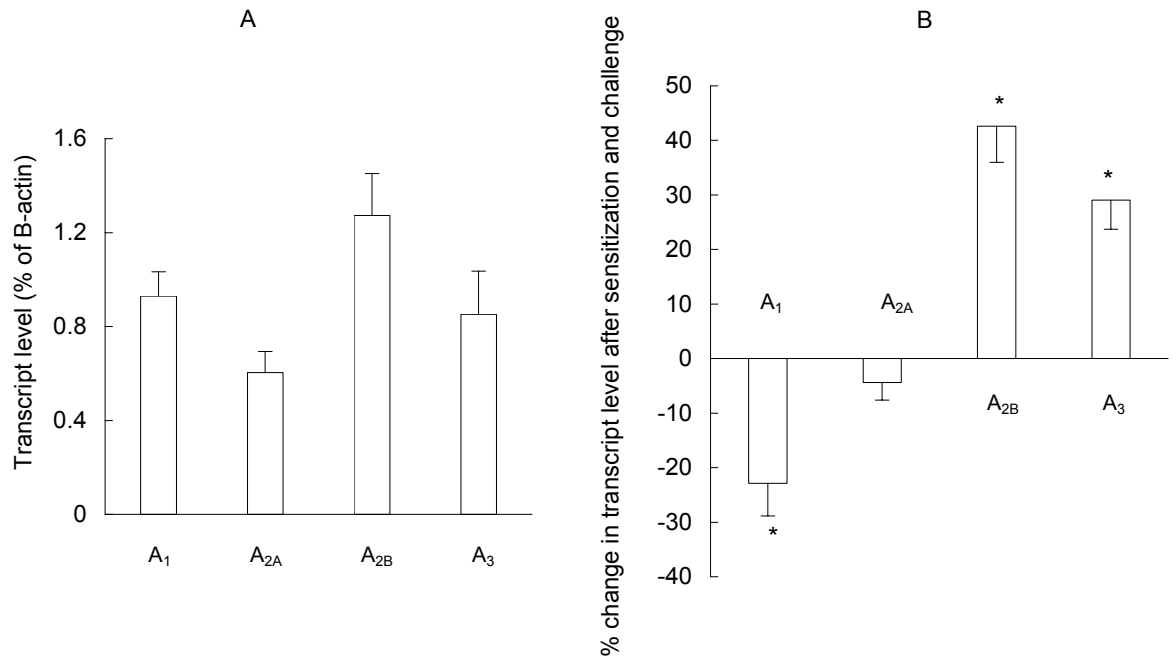 A
Transcript level (% of B-actin)
1.6
1.2
0.8
0.4
0
A1 A2A A2B A3
B
% change in transcript level after sensitization and challenge
50
40
30
20
10
0
-10
-20
-30
-40
* *
A1 A2A
A2B A3
*